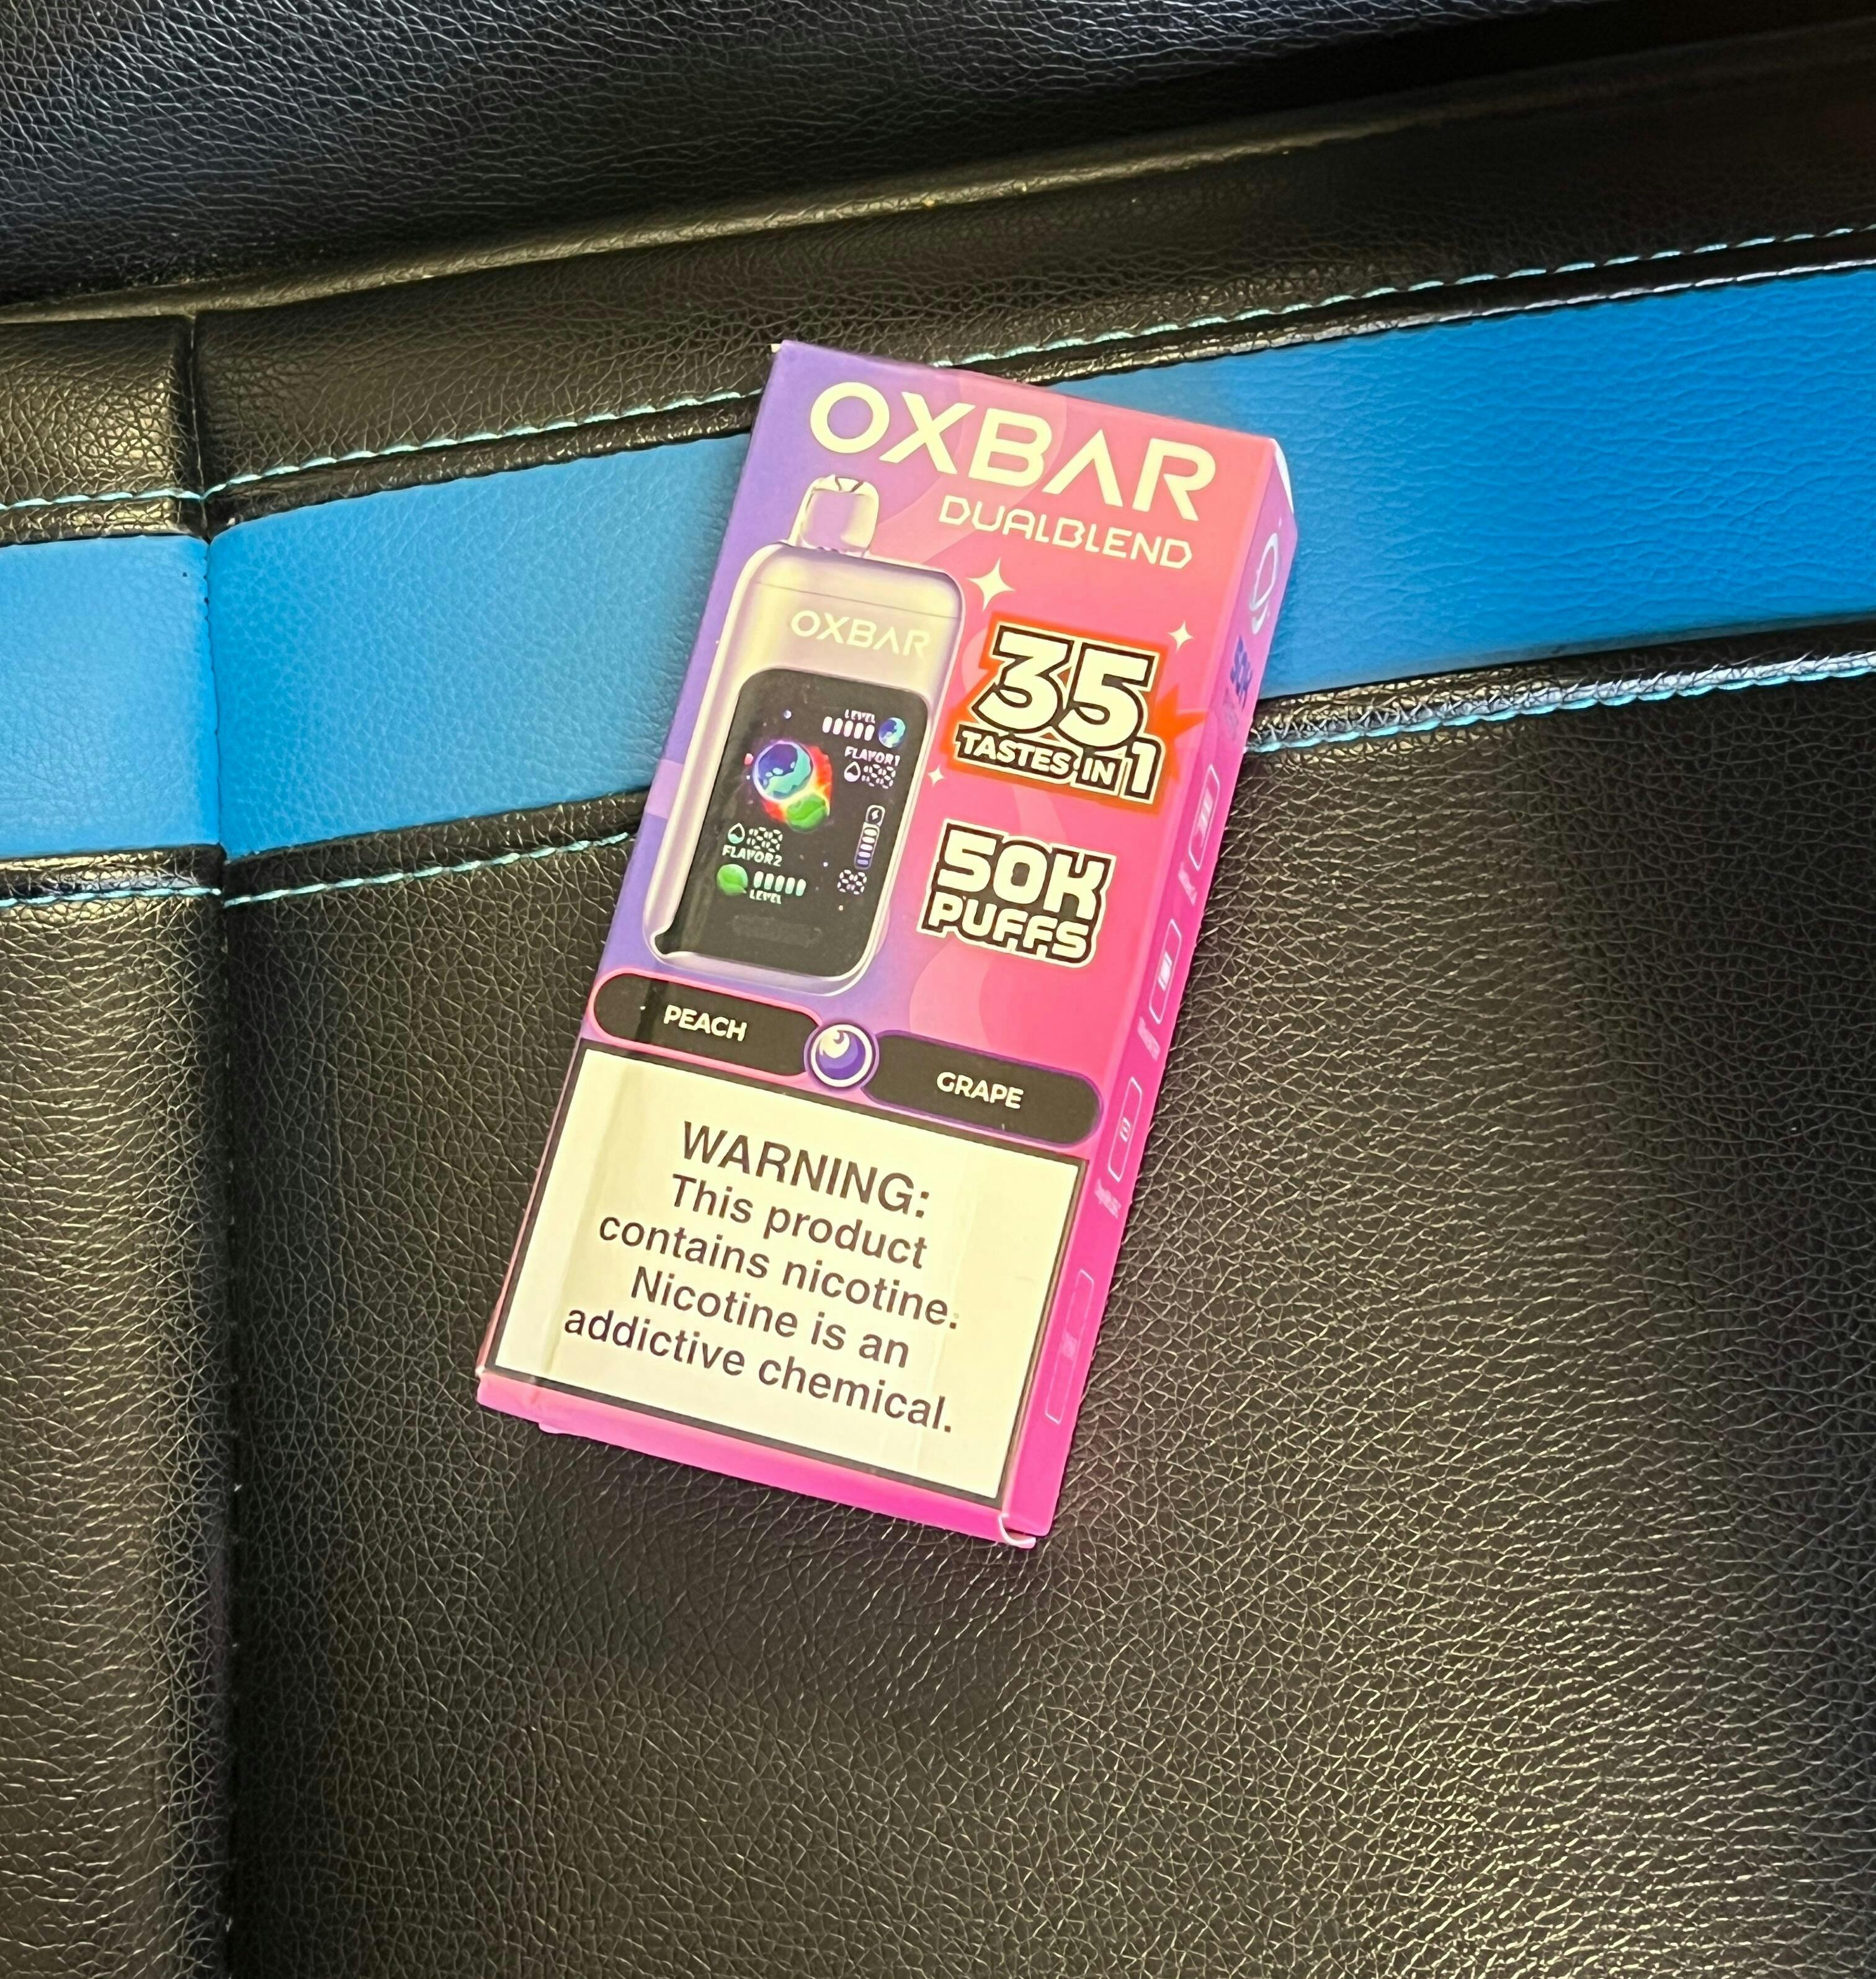 OXBAR
DUALBLEND
OXBAR
35
TASTES IN 1
LEVEL
FLAVOR1
50K
PUFFS
FLAVOR2
LEVEL
PEACH
GRAPE
WARNING:
This product
contains nicotine.
Nicotine is an
addictive chemical.
50K